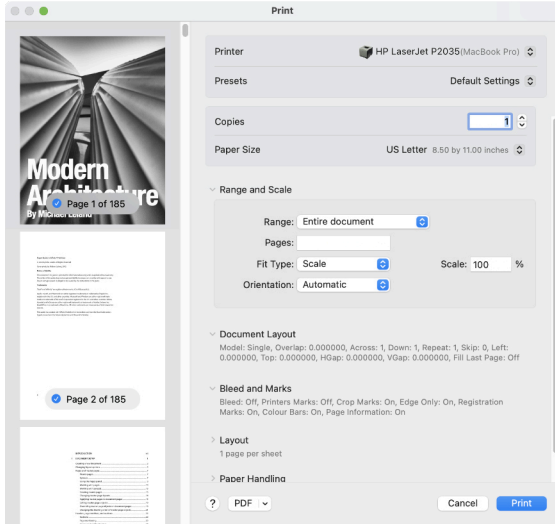 Print
Modern
Architecture
By Michael Leland
Page 1 of 185
Page 2 of 185
Printer
HP LaserJet P2035(MacBook Pro)
Presets
Default Settings
Copies
1
Paper Size
US Letter 8.50 by 11.00 inches
Range and Scale
Range: Entire document
Pages:
Fit Type: Scale
Scale: 100 %
Orientation: Automatic
Document Layout
Model: Single, Overlap: 0.000000, Across: 1, Down: 1, Repeat: 1, Skip: 0, Left:
0.000000, Top: 0.000000, HGap: 0.000000, VGap: 0.000000, Fill Last Page: Off
Bleed and Marks
Bleed: Off, Printers Marks: Off, Crop Marks: On, Edge Only: On, Registration
Marks: On, Colour Bars: On, Page Information: On
Layout
1 page per sheet
Paper Handling
? PDF
Cancel
Print